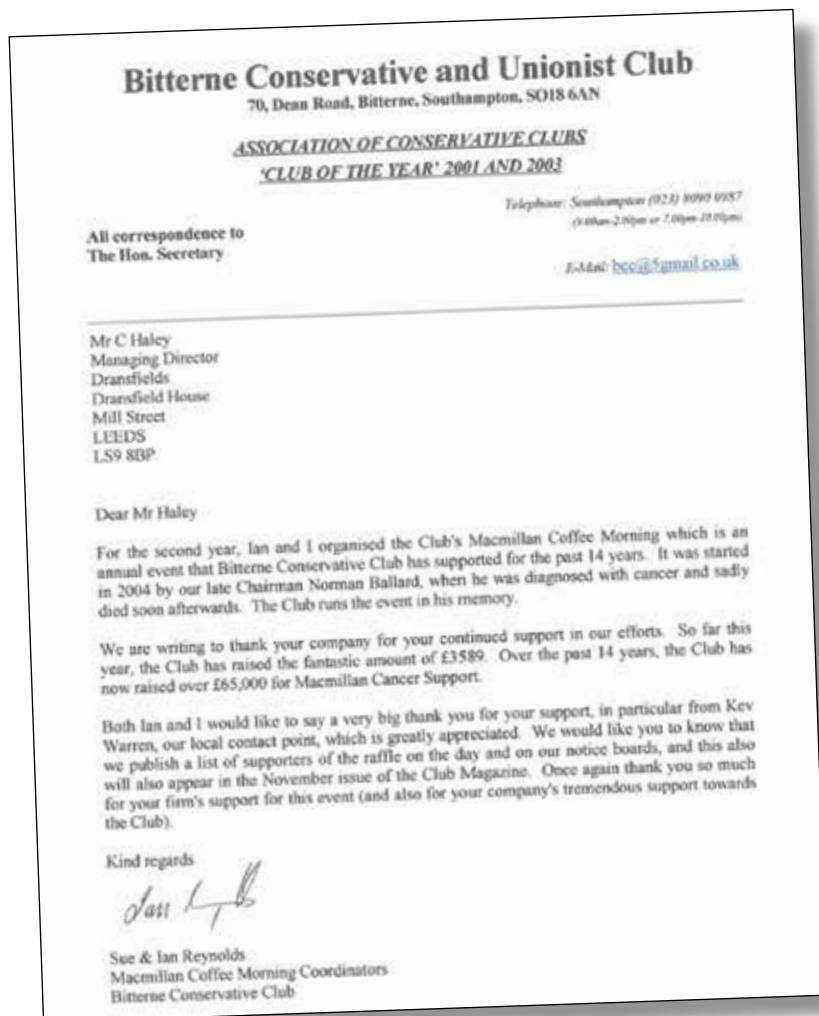 Bitterne Conservative and Unionist Club
70, Dean Road, Bitterne, Southampton, SO18 6AN
ASSOCIATION OF CONSERVATIVE CLUBS
'CLUB OF THE YEAR' 2001 AND 2003
Telephone: Southampton (023)
All correspondence to
The Hon. Secretary
E-Mail: bcc@5gmail.co.uk
Mr C Haley
Managing Director
Dransfields
Dransfield House
Mill Street
LEEDS
LS9 8BP
Dear Mr Haley
For the second year, Ian and I organised the Club's Macmillan Coffee Morning which is an
annual event that Bitterne Conservative Club has supported for the past 14 years. It was started
in 2004 by our late Chairman Norman Ballard, when he was diagnosed with cancer and sadly
died soon afterwards. The Club runs the event in his memory.
We are writing to thank your company for your continued support in our efforts. So far this
year, the Club has raised the fantastic amount of £3589. Over the past 14 years, the Club has
now raised over £65,000 for Macmillan Cancer Support.
Both Ian and I would like to say a very big thank you for your support, in particular from Kev
Warren, our local contact point, which is greatly appreciated. We would like you to know that
we publish a list of supporters of the raffle on the day and on our notice boards, and this also
will also appear in the November issue of the Club Magazine. Once again thank you so much
for your firm's support for this event (and also for your company's tremendous support towards
the Club).
Kind regards
Sue & Ian Reynolds
Macmillan Coffee Morning Coordinators
Bitterne Conservative Club